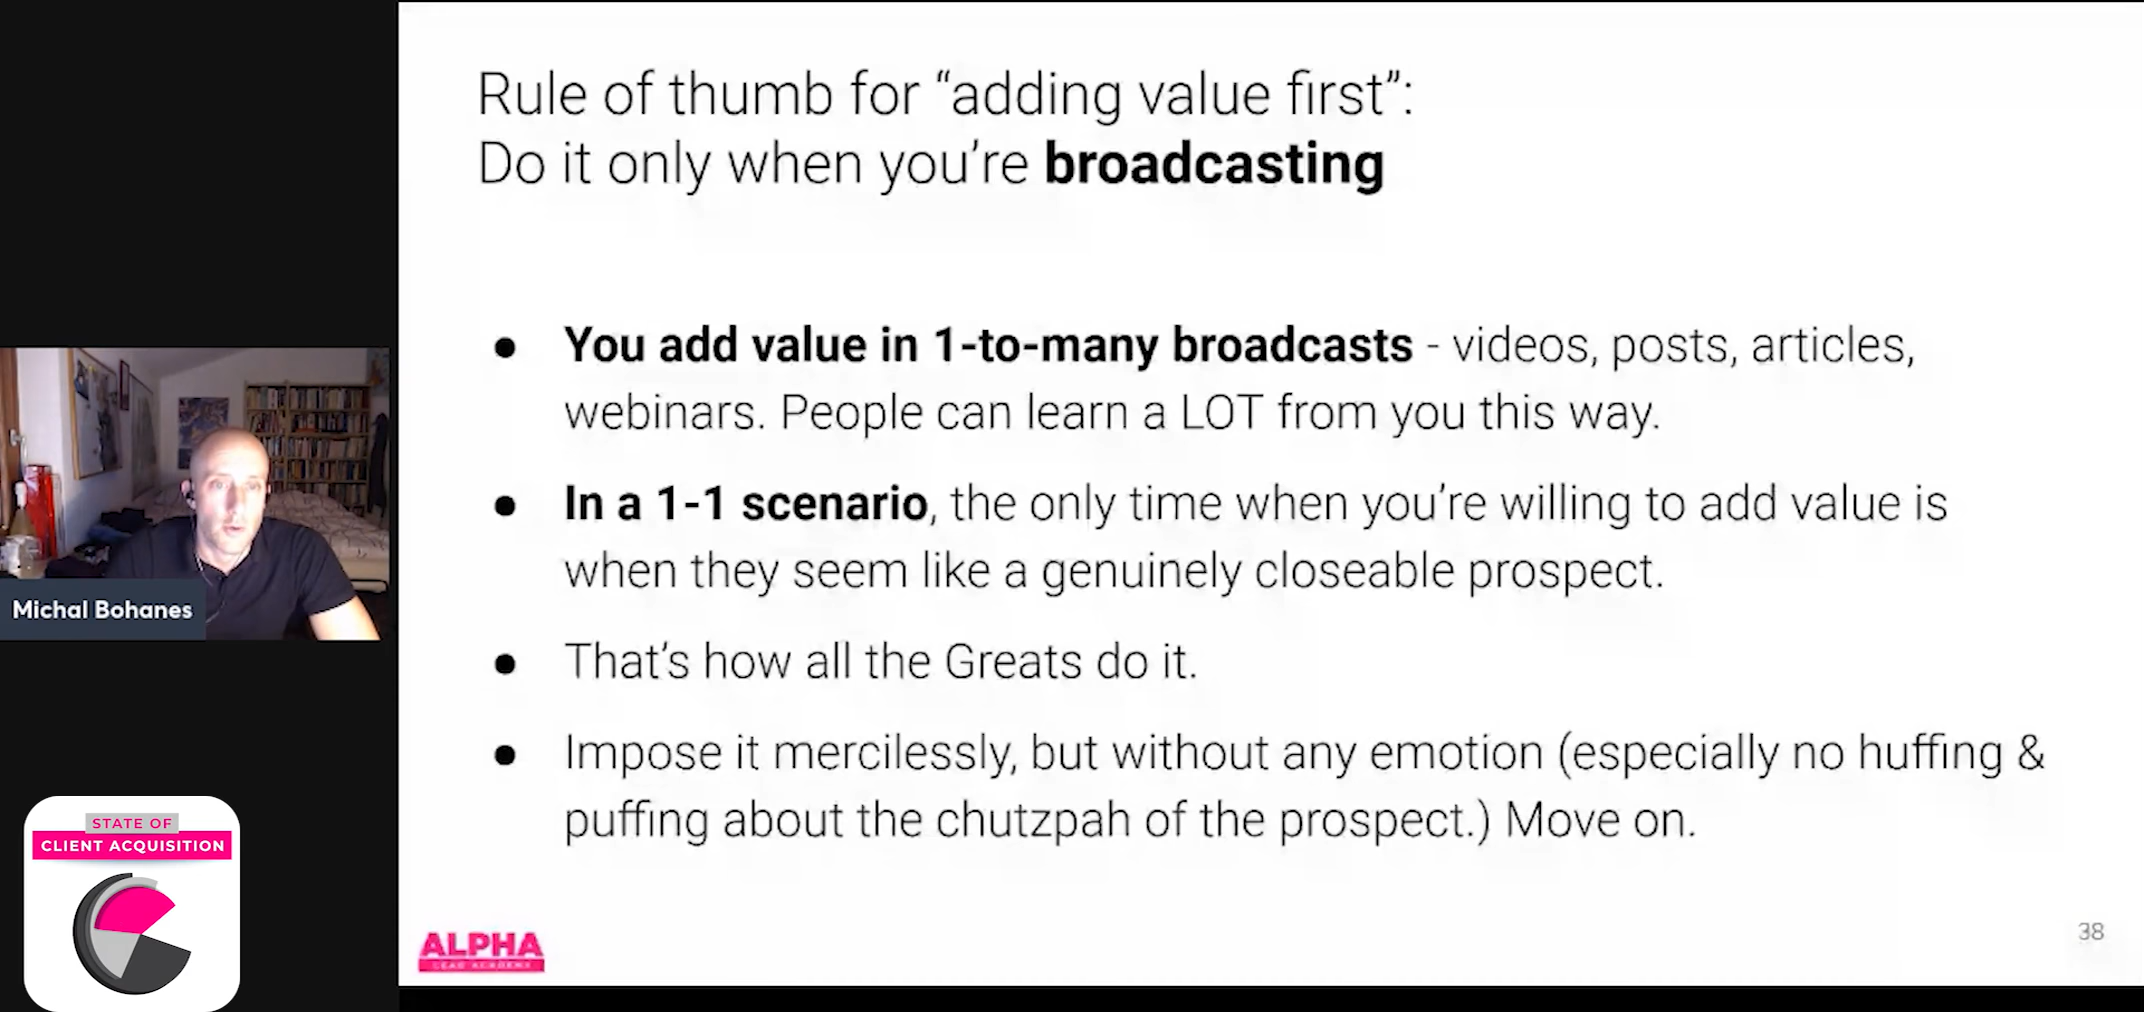 Rule of thumb for “adding value first”:
Do it only when you’re broadcasting
● You add value in 1-to-many broadcasts - videos, posts, articles,
webinars. People can learn a LOT from you this way.
● In a 1-1 scenario, the only time when you’re willing to add value is
when they seem like a genuinely closeable prospect.
● That’s how all the Greats do it.
● Impose it mercilessly, but without any emotion (especially no huffing &
puffing about the chutzpah of the prospect.) Move on.
Michal Bohanes
STATE OF
CLIENT ACQUISITION
ALPHA
LEAD ACADEMY
38